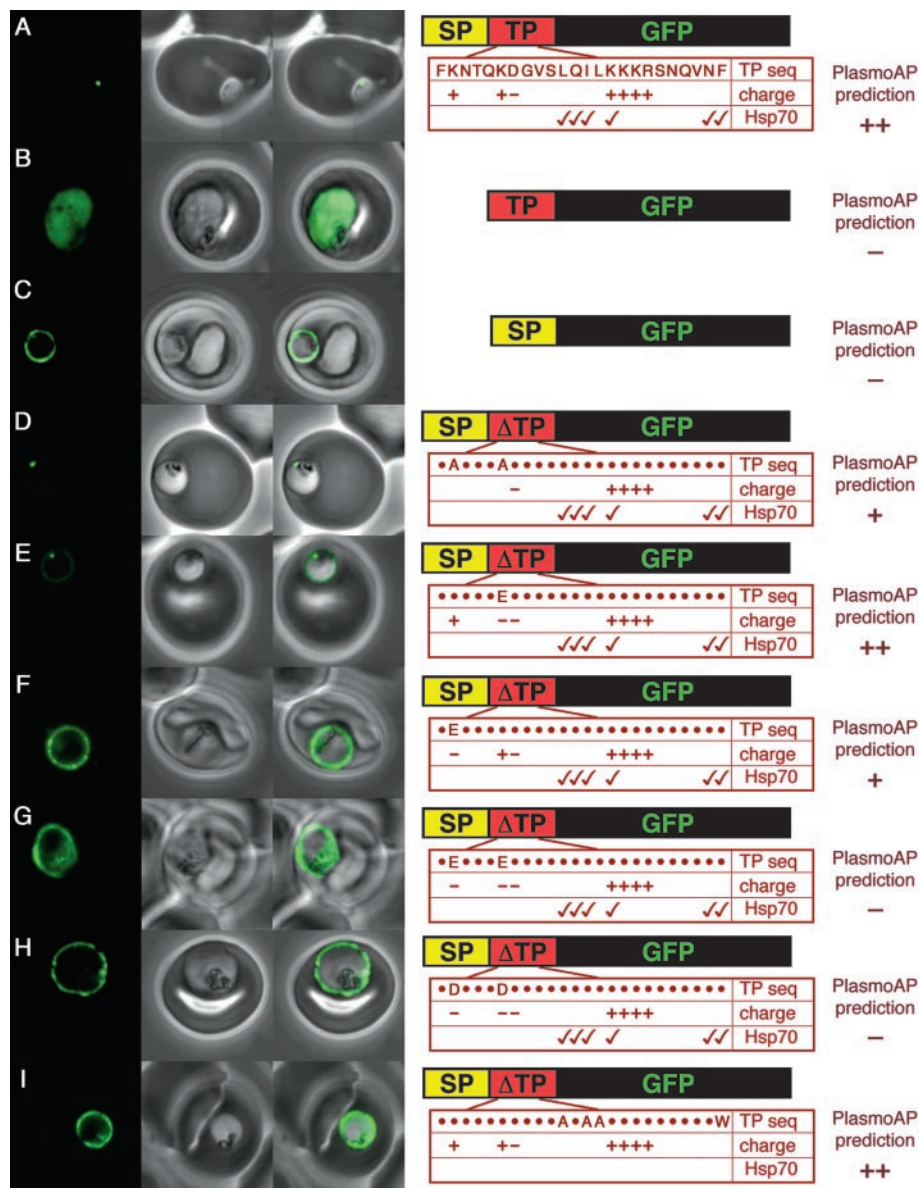 A
SP TP GFP
FKNTQKDGVSLQILKKKRSNQVNF TP seq
+ +− ++++ charge
✓✓✓ ✓ ✓✓ Hsp70
PlasmoAP
prediction
++
B
TP GFP
PlasmoAP
prediction
−
C
SP GFP
PlasmoAP
prediction
−
D
SP ΔTP GFP
•A•••A•••••••••••••••••• TP seq
− ++++ charge
✓✓✓ ✓ ✓✓ Hsp70
PlasmoAP
prediction
+
E
SP ΔTP GFP
•••••E•••••••••••••••••• TP seq
+ −− ++++ charge
✓✓✓ ✓ ✓✓ Hsp70
PlasmoAP
prediction
++
F
SP ΔTP GFP
•E•••••••••••••••••••••• TP seq
− +− ++++ charge
✓✓✓ ✓ ✓✓ Hsp70
PlasmoAP
prediction
+
G
SP ΔTP GFP
•E•••E•••••••••••••••••• TP seq
− −− ++++ charge
✓✓✓ ✓ ✓✓ Hsp70
PlasmoAP
prediction
−
H
SP ΔTP GFP
•D•••D•••••••••••••••••• TP seq
− −− ++++ charge
✓✓✓ ✓ ✓✓ Hsp70
PlasmoAP
prediction
−
I
SP ΔTP GFP
••••••••••A•AA•••••••••W TP seq
+ +− ++++ charge
Hsp70
PlasmoAP
prediction
++